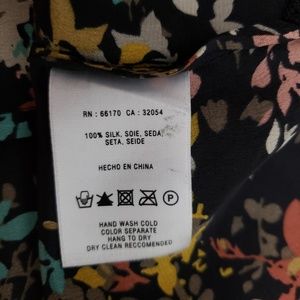 RN : 66170 CA : 32054
100% SILK, SOIE, SEDA,
SETA, SEIDE
HECHO EN CHINA
P
HAND WASH COLD
COLOR SEPARATE
HANG TO DRY
DRY CLEAN RECCOMENDED